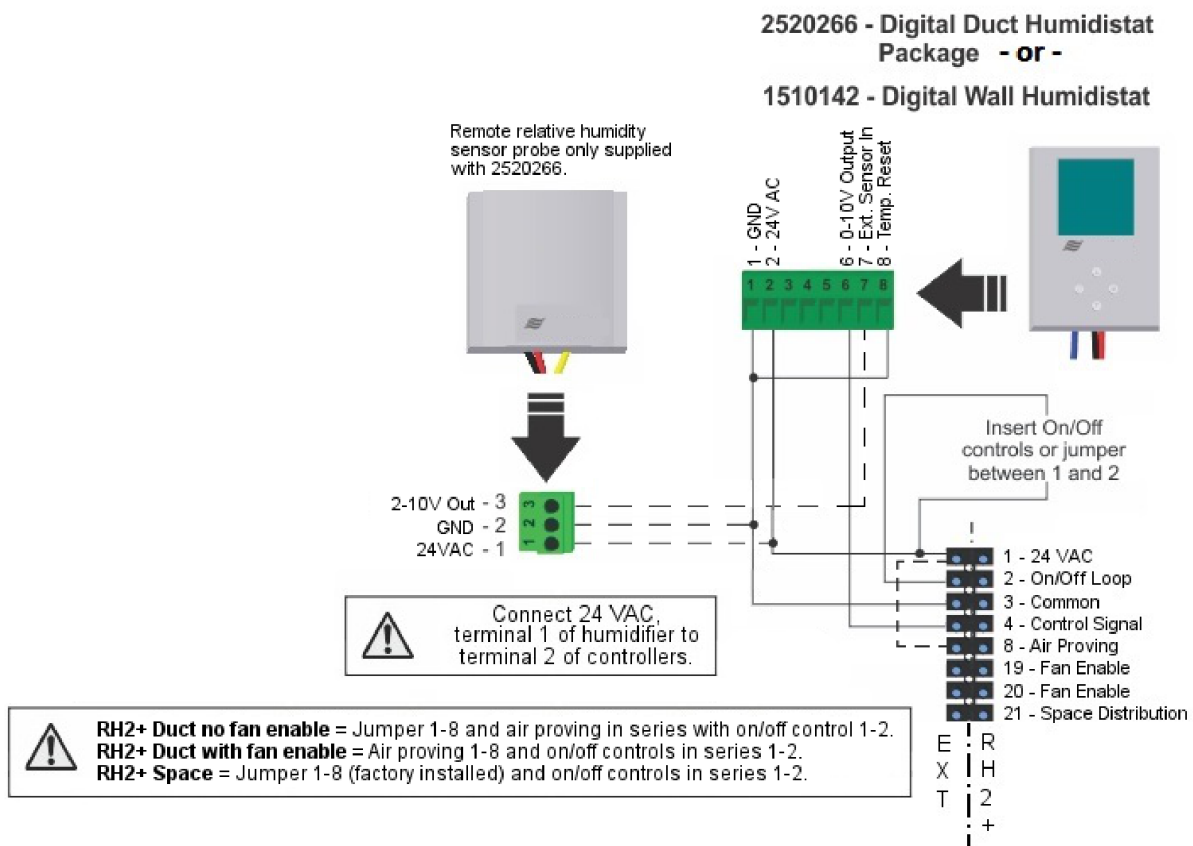 2520266 - Digital Duct Humidistat
Package - or -
1510142 - Digital Wall Humidistat
Remote relative humidity
sensor probe only supplied
with 2520266.
1 - GND
2 - 24V AC
6 - 0-10V Output
7 - Ext. Sensor In
8 - Temp. Reset
1 2 3 4 5 6 7 8
Insert On/Off
controls or jumper
between 1 and 2
2-10V Out - 3
GND - 2
24VAC - 1
3
2
1
1 - 24 VAC
2 - On/Off Loop
3 - Common
4 - Control Signal
8 - Air Proving
19 - Fan Enable
20 - Fan Enable
21 - Space Distribution
Connect 24 VAC,
terminal 1 of humidifier to
terminal 2 of controllers.
RH2+ Duct no fan enable = Jumper 1-8 and air proving in series with on/off control 1-2.
RH2+ Duct with fan enable = Air proving 1-8 and on/off controls in series 1-2.
RH2+ Space = Jumper 1-8 (factory installed) and on/off controls in series 1-2.
EXT
RH2+